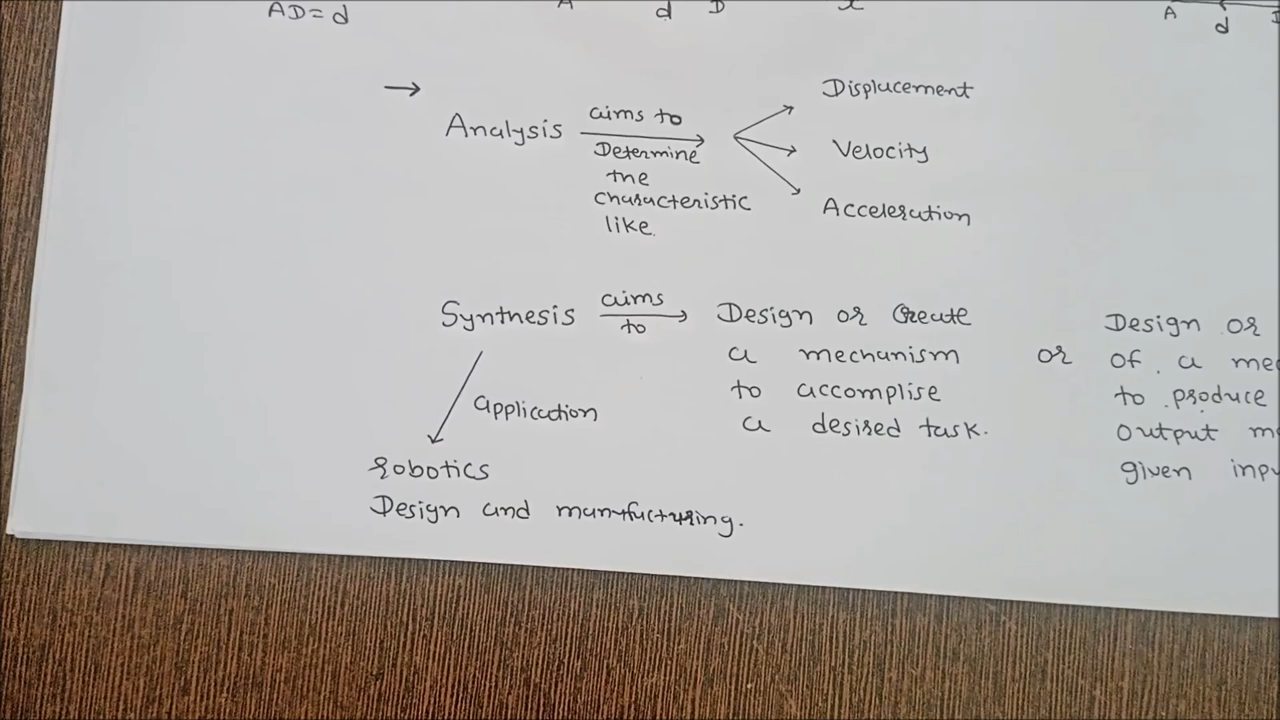 AD = d
A d D x
A d
→
Analysis aims to
Determine
the
characteristic
like.
Displacement
Velocity
Acceleration
Synthesis aims
to
Design or Create
a mechanism
to accomplise
a desired task.
or
Design or
of a
to produce
output
given
application
Robotics
Design and manufacturing.